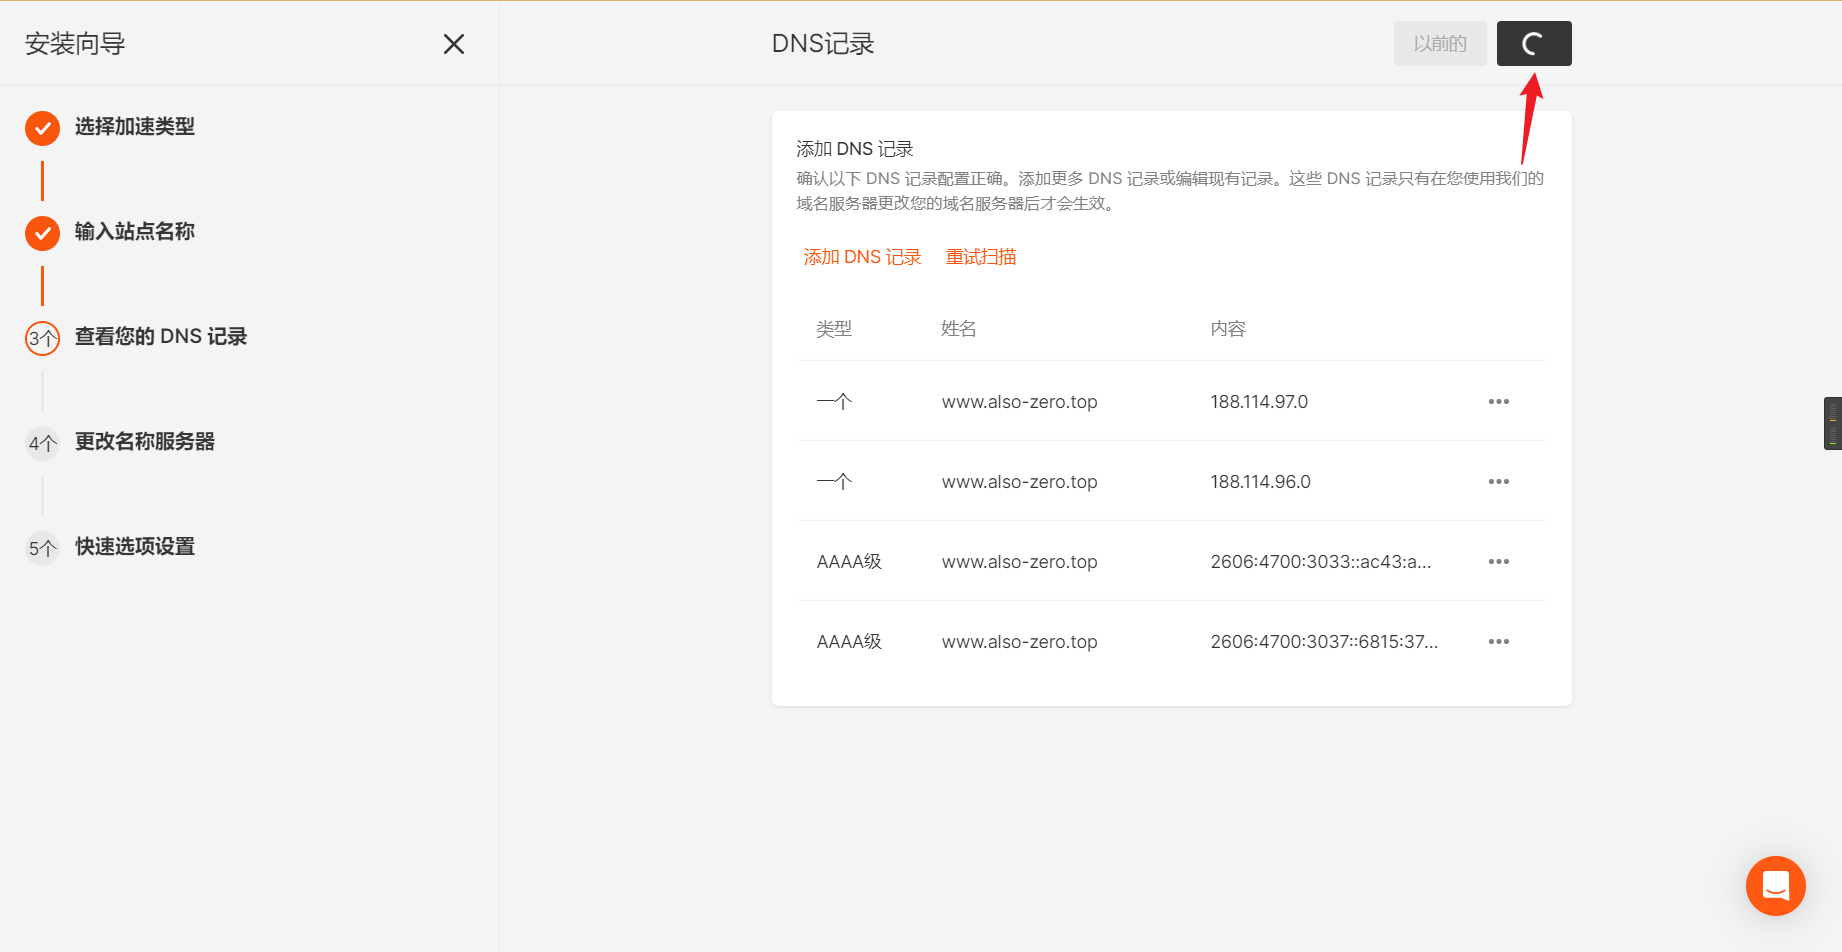 安装向导
DNS记录
以前的
选择加速类型
输入站点名称
3个
查看您的 DNS 记录
4个
更改名称服务器
5个
快速选项设置
添加 DNS 记录
确认以下 DNS 记录配置正确。添加更多 DNS 记录或编辑现有记录。这些 DNS 记录只有在您使用我们的
域名服务器更改您的域名服务器后才会生效。
添加 DNS 记录 重试扫描
类型 姓名 内容
一个 www.also-zero.top 188.114.97.0
一个 www.also-zero.top 188.114.96.0
AAAA级 www.also-zero.top 2606:4700:3033::ac43:a...
AAAA级 www.also-zero.top 2606:4700:3037::6815:37...